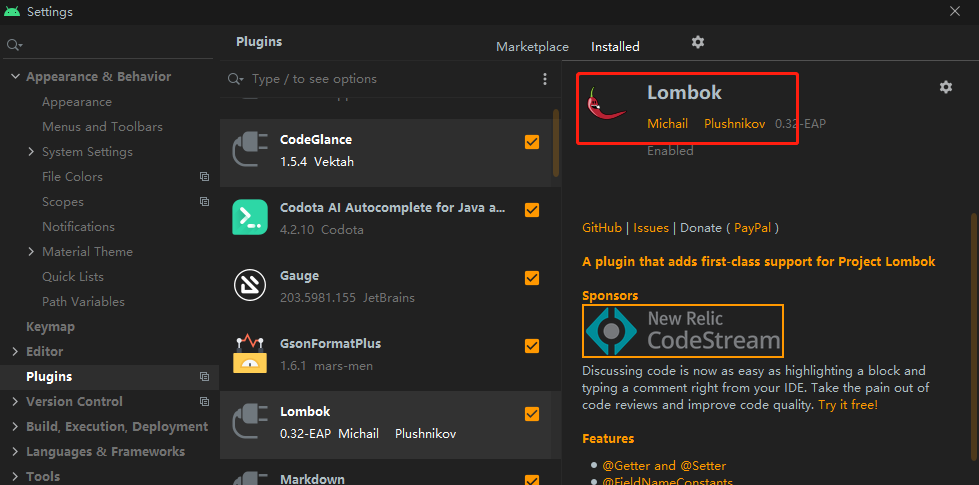 Settings
Appearance & Behavior
Appearance
Menus and Toolbars
System Settings
File Colors
Scopes
Notifications
Material Theme
Quick Lists
Path Variables
Keymap
Editor
Plugins
Version Control
Build, Execution, Deployment
Languages & Frameworks
Tools
Plugins
Marketplace
Installed
Type / to see options
CodeGlance
1.5.4 Vektah
Codota AI Autocomplete for Java a...
4.2.10 Codota
Gauge
203.5981.155 JetBrains
GsonFormatPlus
1.6.1 mars-men
Lombok
0.32-EAP Michail Plushnikov
Markdown
Lombok
Michail Plushnikov 0.32-EAP
Enabled
GitHub | Issues | Donate ( PayPal )
A plugin that adds first-class support for Project Lombok
Sponsors
New Relic
CodeStream
Discussing code is now as easy as highlighting a block and
typing a comment right from your IDE. Take the pain out of
code reviews and improve code quality. Try it free!
Features
@Getter and @Setter
@FieldNameConstants